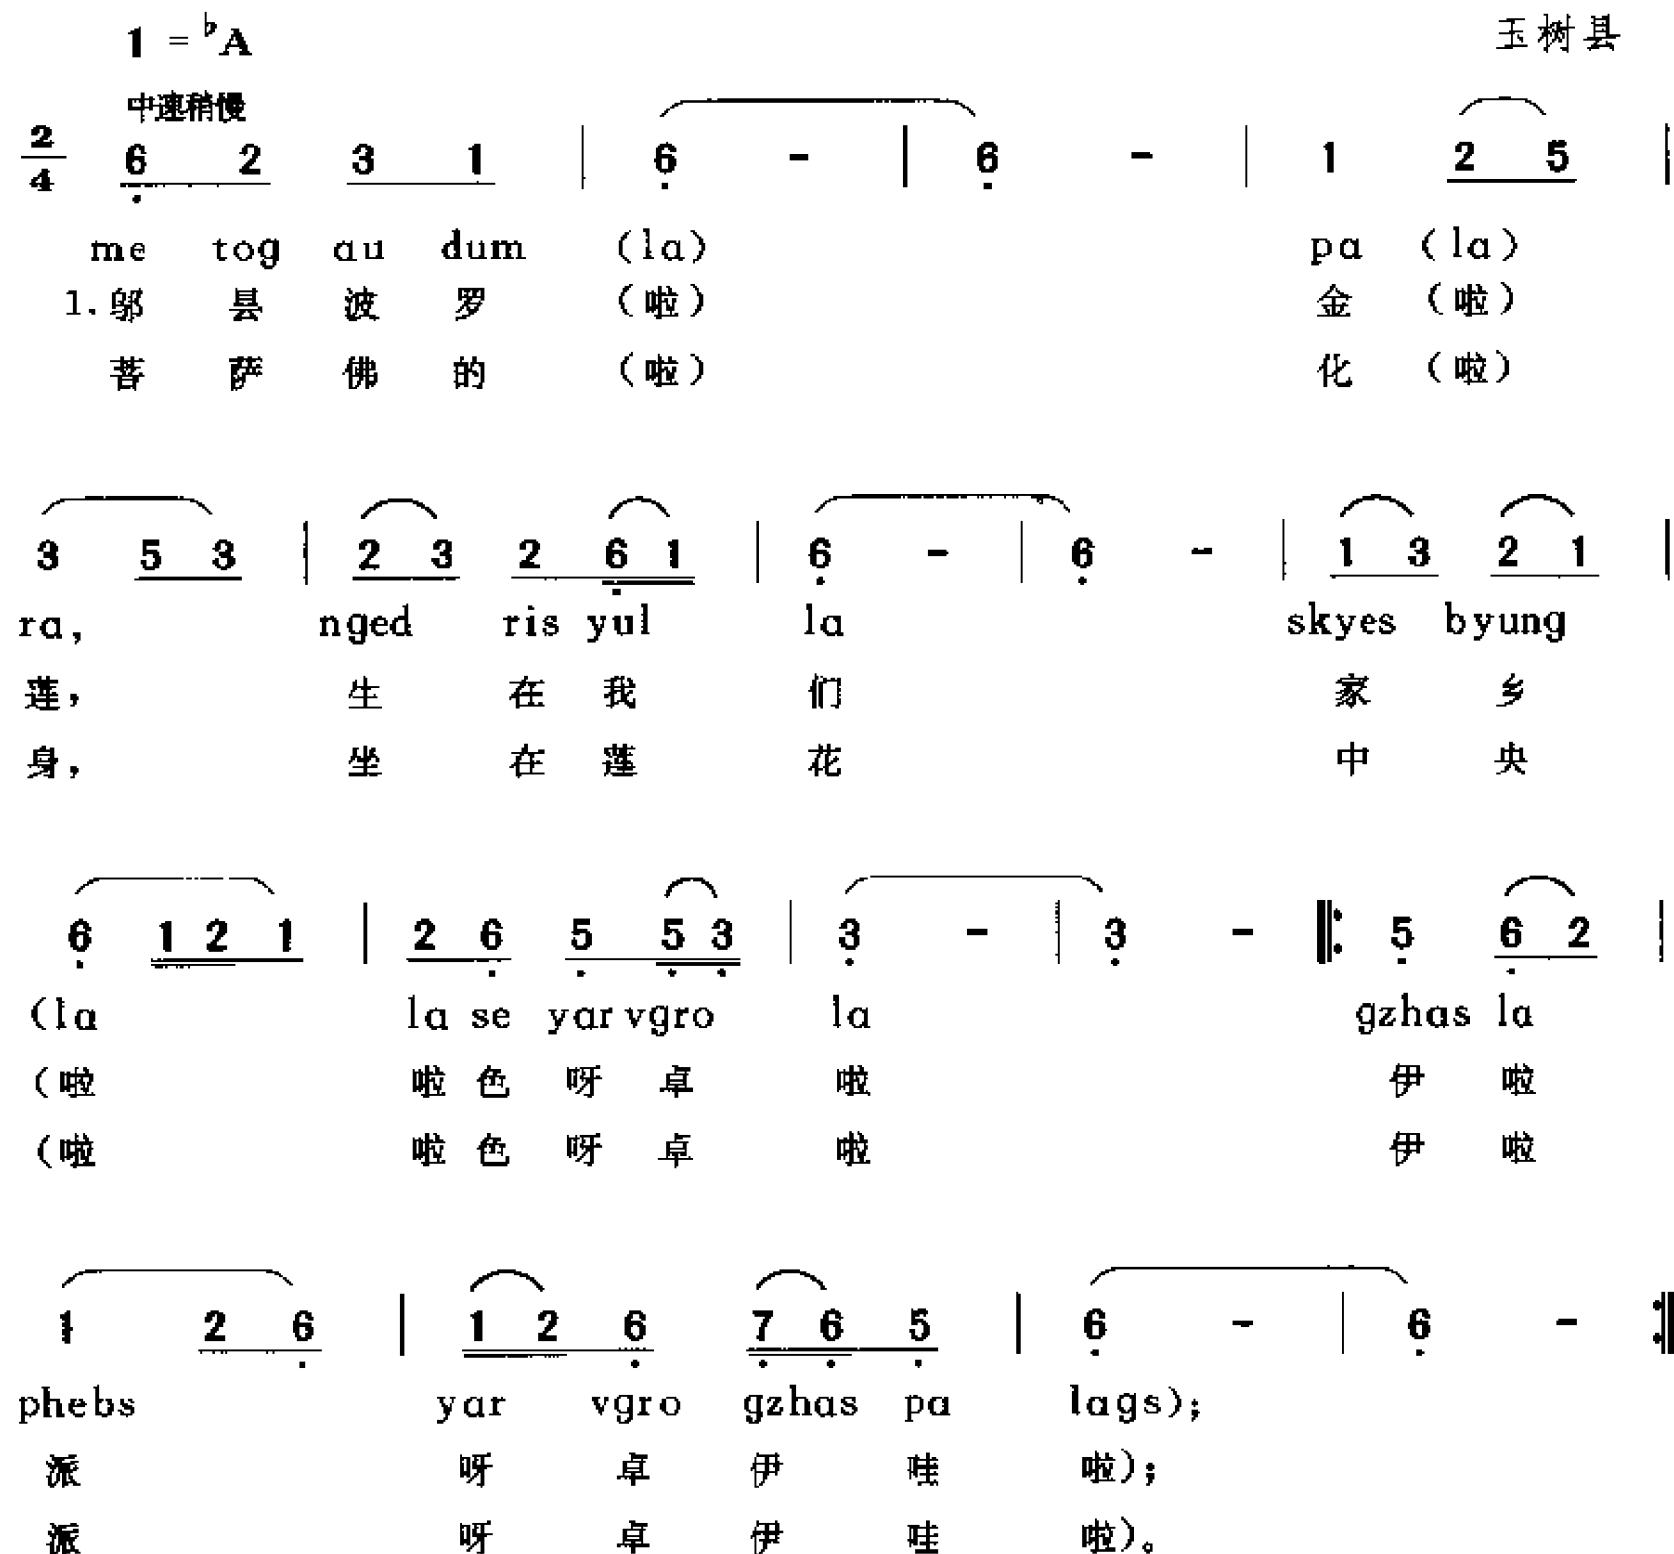 1 = ♭A
玉树县
中速稍慢
2/4 6 2 3 1 | 6 - | 6 - | 1 2 5 |
me tog au dum (la) pa (la)
1.邬 县 波 罗 (啦) 金 (啦)
菩 萨 佛 的 (啦) 化 (啦)
3 5 3 | 2 3 2 6 1 | 6 - | 6 - | 1 3 2 1 |
ra, nged ris yul la skyes byung
莲, 生 在 我 们 家 乡
身, 坐 在 莲 花 中 央
6 1 2 1 | 2 6 5 5 3 | 3 - | 3 - ‖: 5 6 2 |
(la la se yar vgro la gzhas la
(啦 啦 色 呀 卓 啦 伊 啦
(啦 啦 色 呀 卓 啦 伊 啦
1 2 6 | 1 2 6 7 6 5 | 6 - | 6 - :‖
phebs yar vgro gzhas pa lags);
派 呀 卓 伊 哇 啦);
派 呀 卓 伊 哇 啦)。